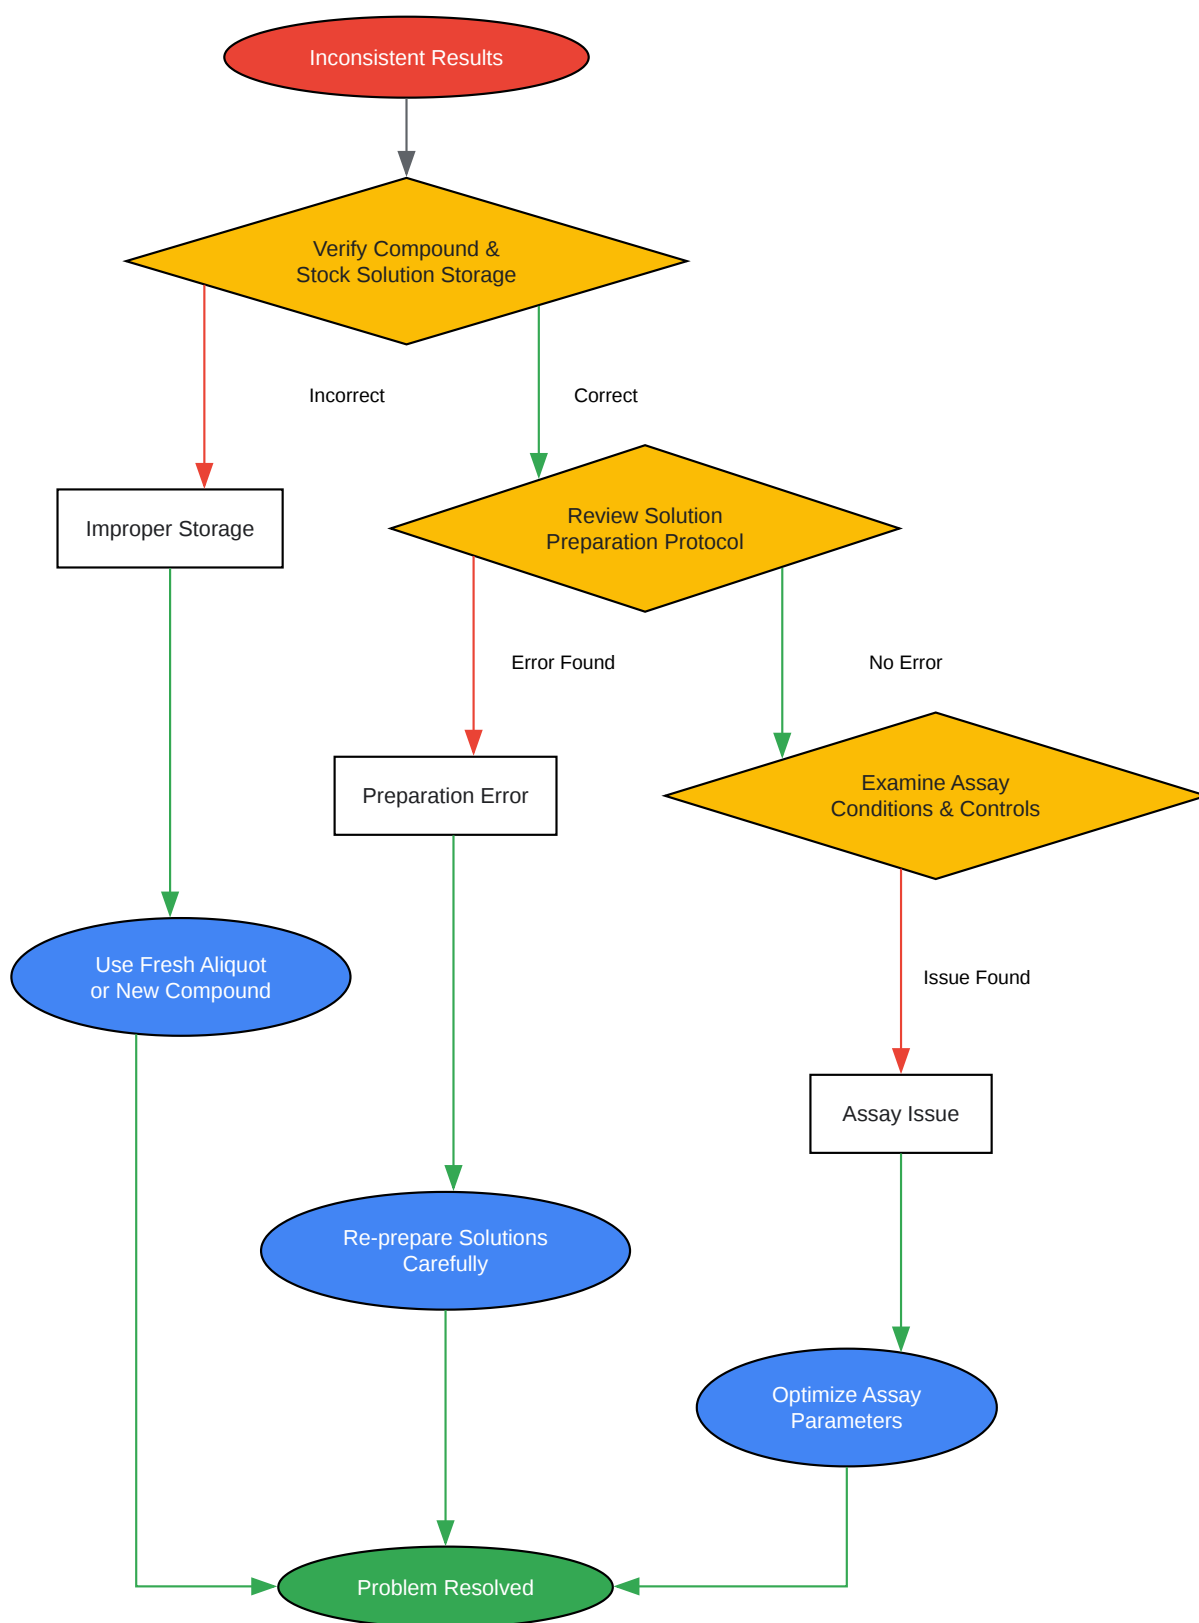 Inconsistent Results
Verify Compound &
Stock Solution Storage
Incorrect
Correct
Improper Storage
Review Solution
Preparation Protocol
Error Found
No Error
Preparation Error
Examine Assay
Conditions & Controls
Use Fresh Aliquot
or New Compound
Issue Found
Assay Issue
Re-prepare Solutions
Carefully
Optimize Assay
Parameters
Problem Resolved